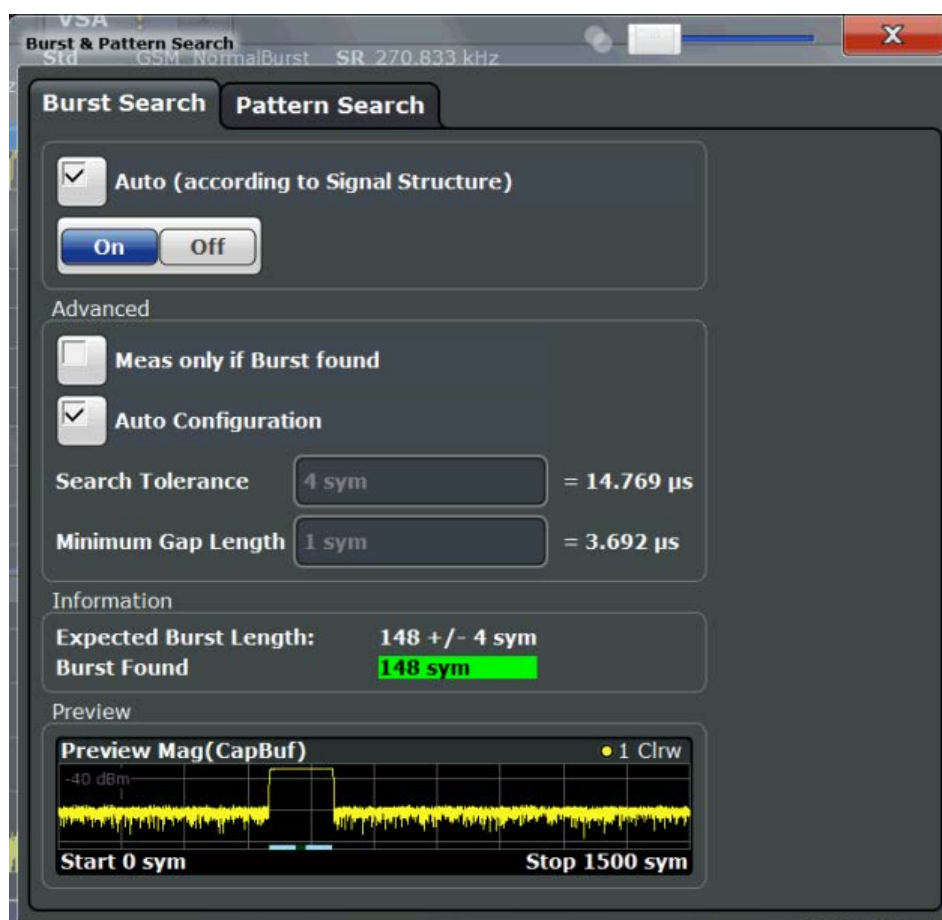 VSA
Burst & Pattern Search
Std GSM_NormalBurst SR 270.833 kHz
X
Burst Search Pattern Search
Auto (according to Signal Structure)
On Off
Advanced
Meas only if Burst found
Auto Configuration
Search Tolerance 4 sym = 14.769 µs
Minimum Gap Length 1 sym = 3.692 µs
Information
Expected Burst Length: 148 +/- 4 sym
Burst Found 148 sym
Preview
Preview Mag(CapBuf) 1 Clrw
-40 dBm
Start 0 sym Stop 1500 sym